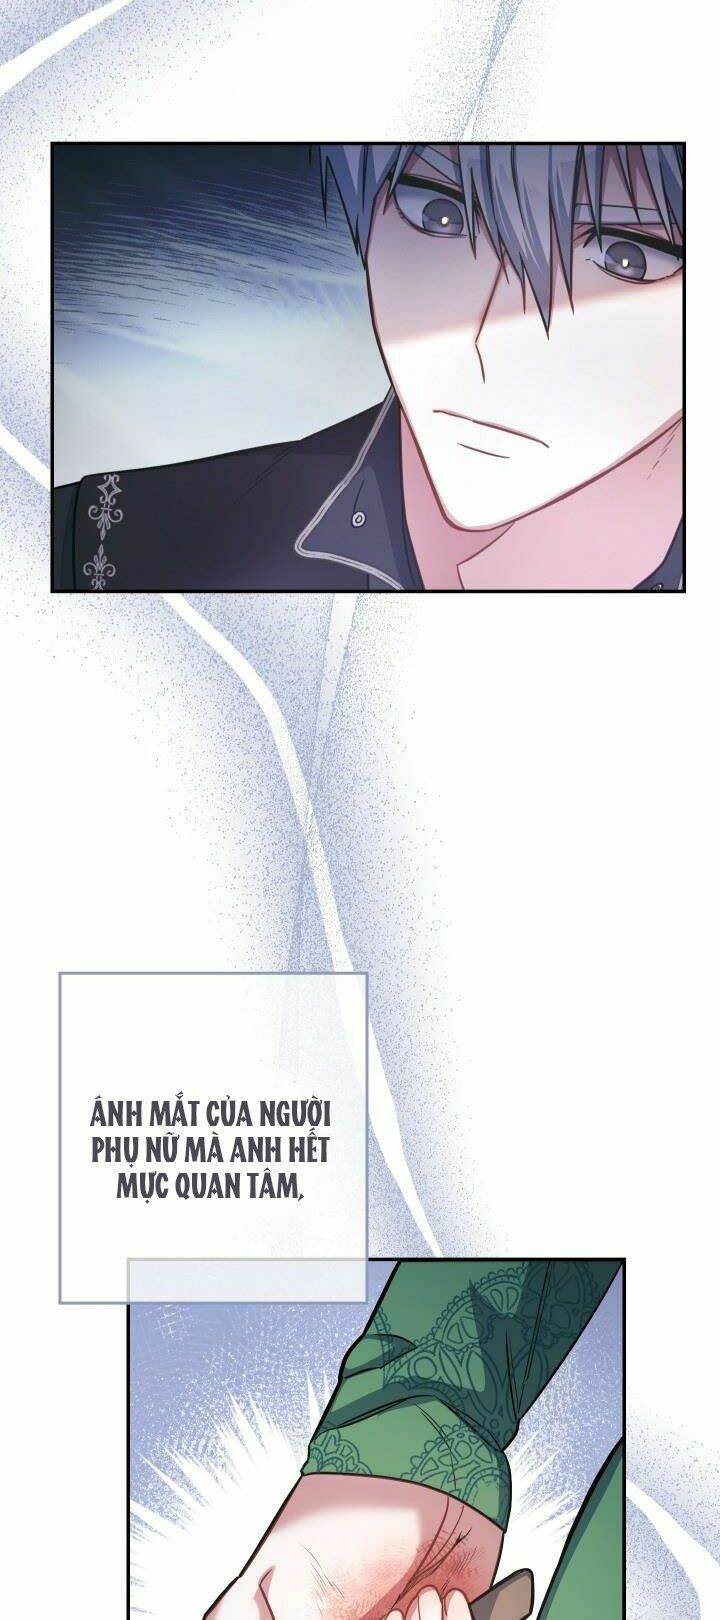 ÁNH MẮT CỦA NGƯỜI
PHỤ NỮ MÀ ANH HẾT
MỰC QUAN TÂM,